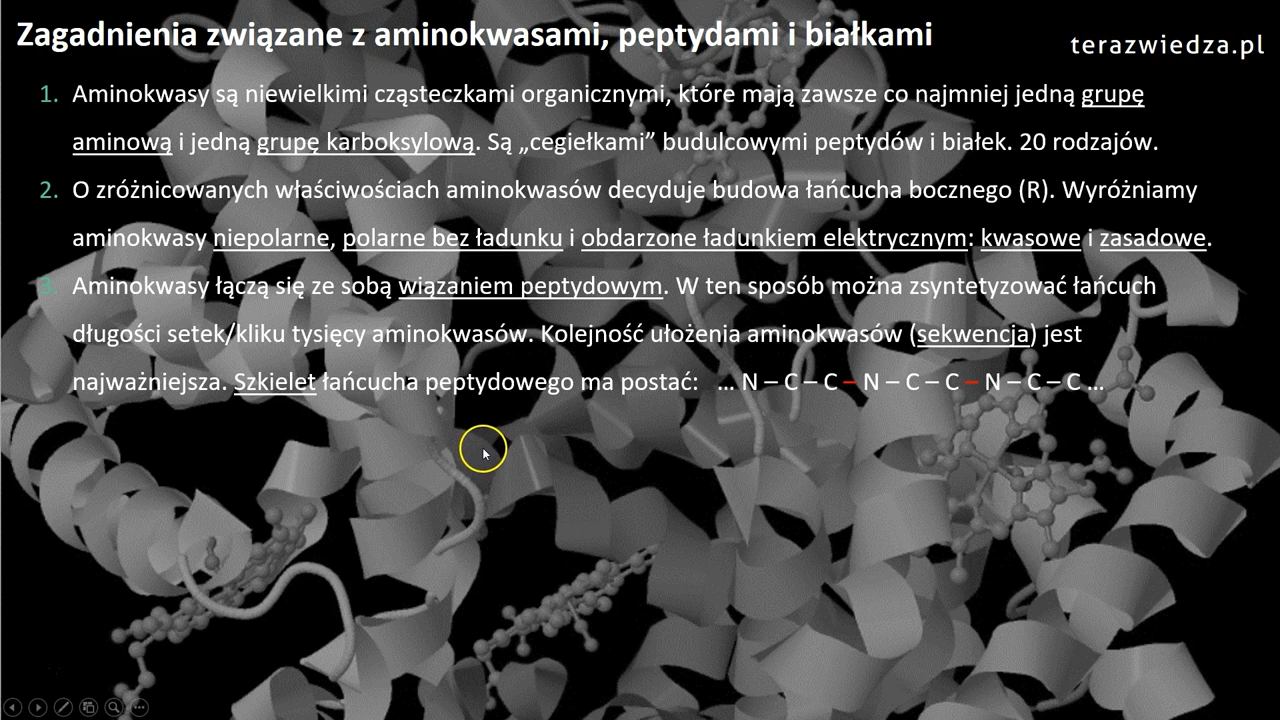 Zagadnienia związane z aminokwasami, peptydami i białkami
terazwiedza.pl
1. Aminokwasy są niewielkimi cząsteczkami organicznymi, które mają zawsze co najmniej jedną grupę
aminową i jedną grupę karboksylową. Są „cegiełkami” budulcowymi peptydów i białek. 20 rodzajów.
2. O zróżnicowanych właściwościach aminokwasów decyduje budowa łańcucha bocznego (R). Wyróżniamy
aminokwasy niepolarne, polarne bez ładunku i obdarzone ładunkiem elektrycznym: kwasowe i zasadowe.
3. Aminokwasy łączą się ze sobą wiązaniem peptydowym. W ten sposób można zsyntetyzować łańcuch
długości setek/kliku tysięcy aminokwasów. Kolejność ułożenia aminokwasów (sekwencja) jest
najważniejsza. Szkielet łańcucha peptydowego ma postać: ... N – C – C – N – C – C – N – C – C ...